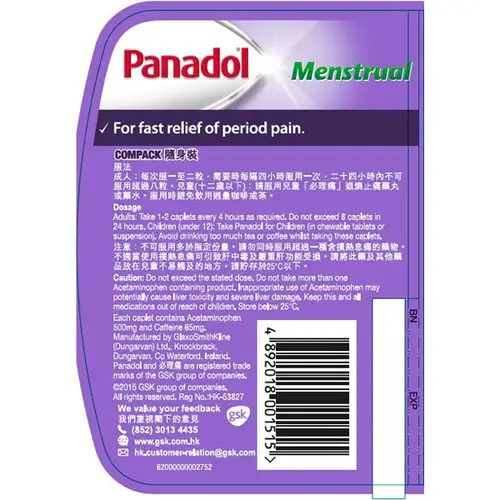 Panadol®
Menstrual
✓ For fast relief of period pain.
COMPACK 隨身裝
服法
成人：每次服一至二粒，需要時每隔四小時服用一次，二十四小時內不可
服用超過八粒。兒童(十二歲以下)：請服用兒童「必理痛」退燒止痛藥丸
或藥水。服用時避免飲用過量咖啡或茶。
Dosage
Adults: Take 1-2 caplets every 4 hours as required. Do not exceed 8 caplets in
24 hours. Children (under 12): Take Panadol for Children (in chewable tablets or
suspension). Avoid drinking too much tea or coffee whilst taking these caplets.
注意：不可服用多於指定份量。請勿同時服用超過一種含撲熱息痛的藥物。
不適當使用撲熱息痛可引致肝中毒及嚴重肝功能受損。請將此藥及其他藥
品放在兒童不易觸及的地方。請貯存於25°C以下。
Caution: Do not exceed the stated dose. Do not take more than one
Acetaminophen containing product. Inappropriate use of Acetaminophen may
potentially cause liver toxicity and severe liver damage. Keep this and all
medications out of reach of children. Store below 25°C.
Each caplet contains Acetaminophen
500mg and Caffeine 65mg.
Manufactured by GlaxoSmithKline
(Dungarvan) Ltd., Knockbrack,
Dungarvan, Co Waterford, Ireland.
Panadol and 必理痛 are registered trade
marks of the GSK group of companies.
©2015 GSK group of companies.
All rights reserved. Reg No.:HK-53827
We value your feedback
我們重視閣下的意見
(852) 3013 4435
www.gsk.com.hk
hk.customer-relation@gsk.com
62000000002752
gsk
4 892018 001515
BN
EXP